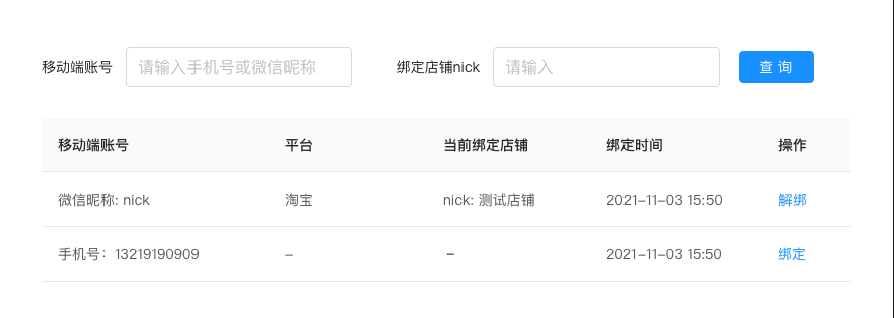 移动端账号 请输入手机号或微信昵称 绑定店铺nick 请输入 查 询
移动端账号 平台 当前绑定店铺 绑定时间 操作
微信昵称: nick 淘宝 nick: 测试店铺 2021-11-03 15:50 解绑
手机号：13219190909 - - 2021-11-03 15:50 绑定